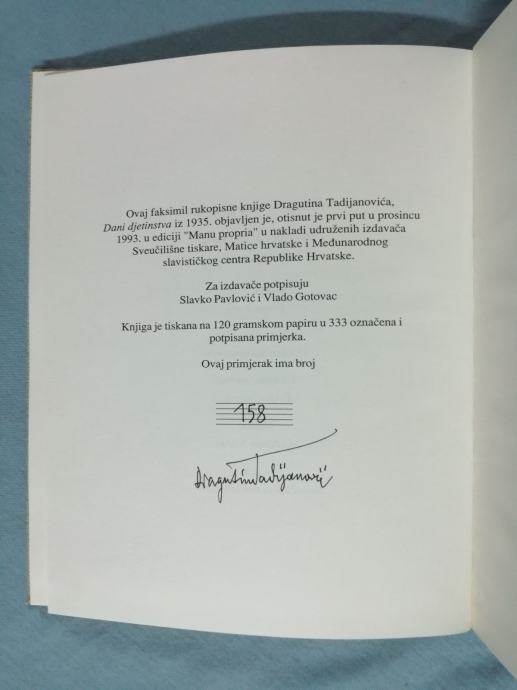 Ovaj faksimil rukopisne knjige Dragutina Tadijanovića,
Dani djetinstva iz 1935. objavljen je, otisnut je prvi put u prosincu
1993. u ediciji "Manu propria" u nakladi udruženih izdavača
Sveučilišne tiskare, Matice hrvatske i Međunarodnog
slavističkog centra Republike Hrvatske.
Za izdavače potpisuju
Slavko Pavlović i Vlado Gotovac
Knjiga je tiskana na 120 gramskom papiru u 333 označena i
potpisana primjerka.
Ovaj primjerak ima broj
158
Dragutin Tadijanović